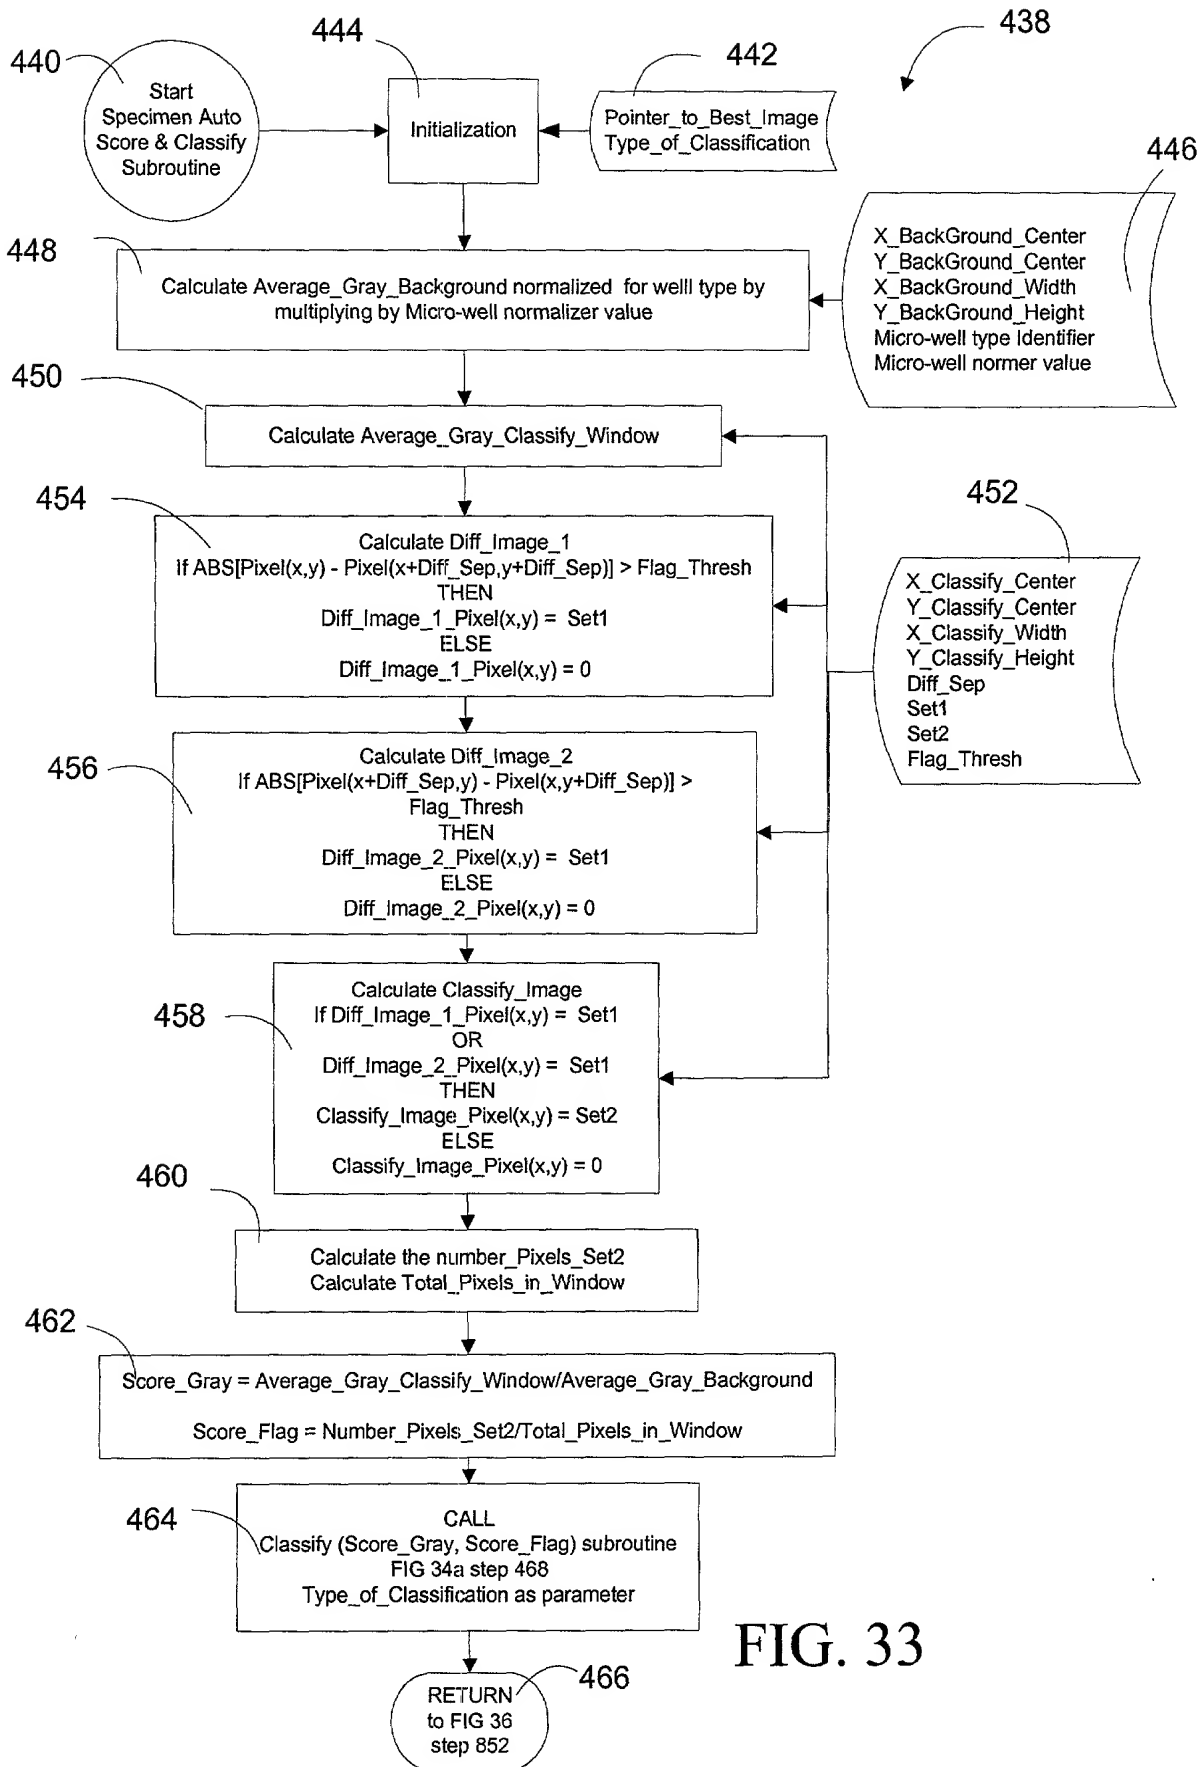 438
440
444
442
Start
Specimen Auto
Score & Classify
Subroutine
Initialization
Pointer_to_Best_Image
Type_of_Classification
446
448
Calculate Average_Gray_Background normalized for welll type by
multiplying by Micro-well normalizer value
X_BackGround_Center
Y_BackGround_Center
X_BackGround_Width
Y_BackGround_Height
Micro-well type Identifier
Micro-well normer value
450
Calculate Average_Gray_Classify_Window
454
Calculate Diff_Image_1
If ABS[Pixel(x,y) - Pixel(x+Diff_Sep,y+Diff_Sep)] > Flag_Thresh
THEN
Diff_Image_1_Pixel(x,y) = Set1
ELSE
Diff_Image_1_Pixel(x,y) = 0
452
X_Classify_Center
Y_Classify_Center
X_Classify_Width
Y_Classify_Height
Diff_Sep
Set1
Set2
Flag_Thresh
456
Calculate Diff_Image_2
If ABS[Pixel(x+Diff_Sep,y) - Pixel(x,y+Diff_Sep)] >
Flag_Thresh
THEN
Diff_Image_2_Pixel(x,y) = Set1
ELSE
Diff_Image_2_Pixel(x,y) = 0
458
Calculate Classify_Image
If Diff_Image_1_Pixel(x,y) = Set1
OR
Diff_Image_2_Pixel(x,y) = Set1
THEN
Classify_Image_Pixel(x,y) = Set2
ELSE
Classify_Image_Pixel(x,y) = 0
460
Calculate the number_Pixels_Set2
Calculate Total_Pixels_in_Window
462
Score_Gray = Average_Gray_Classify_Window/Average_Gray_Background
Score_Flag = Number_Pixels_Set2/Total_Pixels_in_Window
464
CALL
Classify (Score_Gray, Score_Flag) subroutine
FIG 34a step 468
Type_of_Classification as parameter
466
RETURN
to FIG 36
step 852
FIG. 33